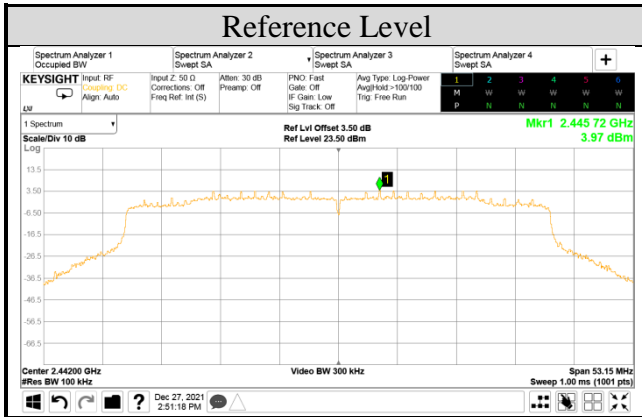 Reference Level
Spectrum Analyzer 1
Occupied BW
Spectrum Analyzer 2
Swept SA
Spectrum Analyzer 3
Swept SA
Spectrum Analyzer 4
Swept SA
+
KEYSIGHT
Input: RF
Coupling: DC
Align: Auto
Input Z: 50 Ω
Corrections: Off
Freq Ref: Int (S)
Atten: 30 dB
Preamp: Off
PNO: Fast
Gate: Off
IF Gain: Low
Sig Track: Off
Avg Type: Log-Power
Avg|Hold:>100/100
Trig: Free Run
1 2 3 4 5 6
M W W W W W
P N N N N N
1 Spectrum
Scale/Div 10 dB
Ref Lvl Offset 3.50 dB
Ref Level 23.50 dBm
Mkr1 2.445 72 GHz
3.97 dBm
Log
13.5
3.50
-6.50
-16.5
-26.5
-36.5
-46.5
-56.5
-66.5
1
Center 2.44200 GHz
#Res BW 100 kHz
Video BW 300 kHz
Span 53.15 MHz
Sweep 1.00 ms (1001 pts)
?
Dec 27, 2021
2:51:18 PM